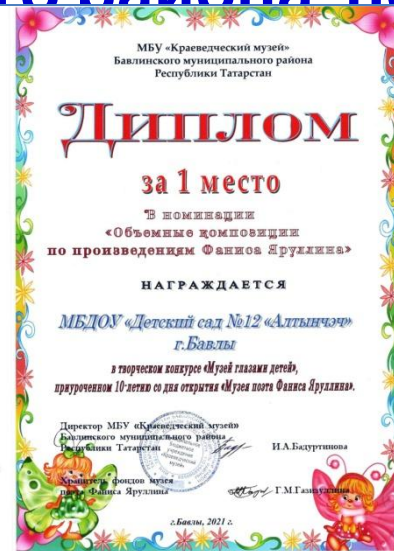 МБУ «Краеведческий музей»
Бавлинского муниципального района
Республики Татарстан
Диплом
за 1 место
В номинации
«Объемные композиции
по произведениям Фаниса Яруллина»
НАГРАЖДАЕТСЯ
МБДОУ «Детский сад №12 «Алтынчэч»
г.Бавлы
в творческом конкурсе «Музей глазами детей»,
приуроченном 10-летию со дня открытия «Музея поэта Фаниса Яруллина».
Директор МБУ «Краеведческий музей»
Бавлинского муниципального района
Республики Татарстан
И.А.Бадуртинова
Хранитель фондов музея
поэта Фаниса Яруллина
Г.М.Газизуллина
г.Бавлы, 2021 г.